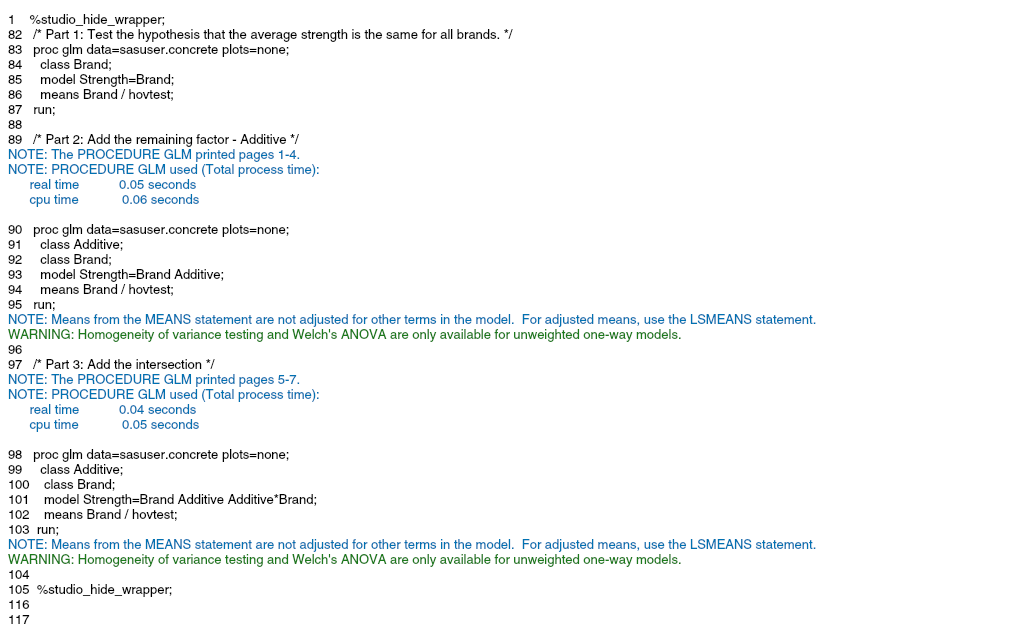 1 %studio_hide_wrapper;
82 /* Part 1: Test the hypothesis that the average strength is the same for all brands. */
83 proc glm data=sasuser.concrete plots=none;
84 class Brand;
85 model Strength=Brand;
86 means Brand / hovtest;
87 run;
88
89 /* Part 2: Add the remaining factor - Additive */
NOTE: The PROCEDURE GLM printed pages 1-4.
NOTE: PROCEDURE GLM used (Total process time):
real time 0.05 seconds
cpu time 0.06 seconds
90 proc glm data=sasuser.concrete plots=none;
91 class Additive;
92 class Brand;
93 model Strength=Brand Additive;
94 means Brand / hovtest;
95 run;
NOTE: Means from the MEANS statement are not adjusted for other terms in the model. For adjusted means, use the LSMEANS statement.
WARNING: Homogeneity of variance testing and Welch's ANOVA are only available for unweighted one-way models.
96
97 /* Part 3: Add the intersection */
NOTE: The PROCEDURE GLM printed pages 5-7.
NOTE: PROCEDURE GLM used (Total process time):
real time 0.04 seconds
cpu time 0.05 seconds
98 proc glm data=sasuser.concrete plots=none;
99 class Additive;
100 class Brand;
101 model Strength=Brand Additive Additive*Brand;
102 means Brand / hovtest;
103 run;
NOTE: Means from the MEANS statement are not adjusted for other terms in the model. For adjusted means, use the LSMEANS statement.
WARNING: Homogeneity of variance testing and Welch's ANOVA are only available for unweighted one-way models.
104
105 %studio_hide_wrapper;
116
117